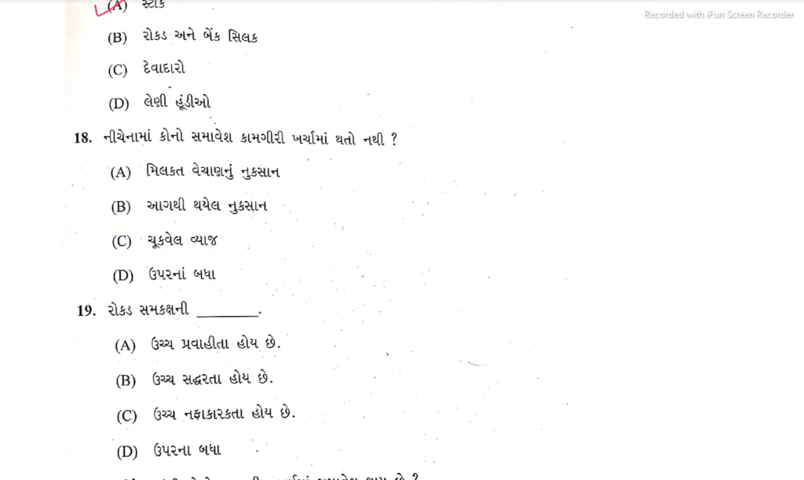 Recorded with iFun Screen Recorder
(A) સ્ટોક
(B) રોકડ અને બેંક સિલક
(C) દેવાદારો
(D) લેણી હૂંડીઓ
18. નીચેનામાં કોનો સમાવેશ કામગીરી ખર્ચામાં થતો નથી ?
(A) મિલકત વેચાણનું નુકસાન
(B) આગથી થયેલ નુકસાન
(C) ચૂકવેલ વ્યાજ
(D) ઉપરનાં બધા
19. રોકડ સમકક્ષની ________.
(A) ઉચ્ચ પ્રવાહીતા હોય છે.
(B) ઉચ્ચ સદ્ધરતા હોય છે.
(C) ઉચ્ચ નફાકારકતા હોય છે.
(D) ઉપરના બધા